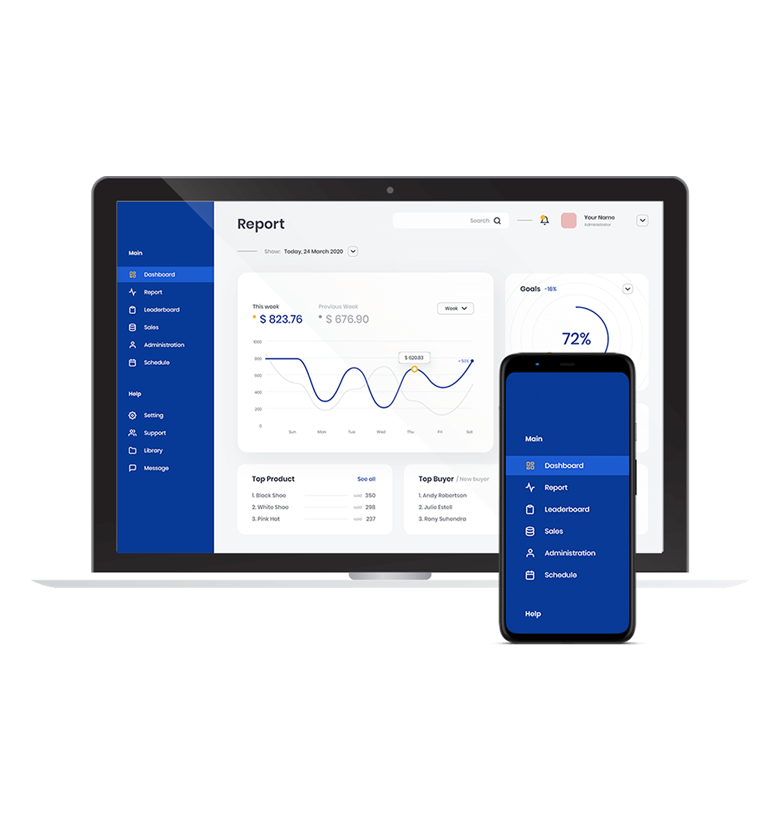 Main
Dashboard
Report
Leaderboard
Sales
Administration
Schedule
Help
Setting
Support
Library
Message
Report
Search
Your Name
Administrator
Show: Today, 24 March 2020
This week
$ 823.76
Previous Week
$ 676.90
Week
1000
800
600
400
200
0
$ 620.83
Sun Mon Tue Wed Thu Fri Sat
Goals -16%
72%
Top Product See all
1. Black Shoe 350
2. White Shoe 298
3. Pink Hat 237
Top Buyer / New buyer
1. Andy Robertson
2. Julie Estell
3. Rony Suhendra
Main
Dashboard
Report
Leaderboard
Sales
Administration
Schedule
Help